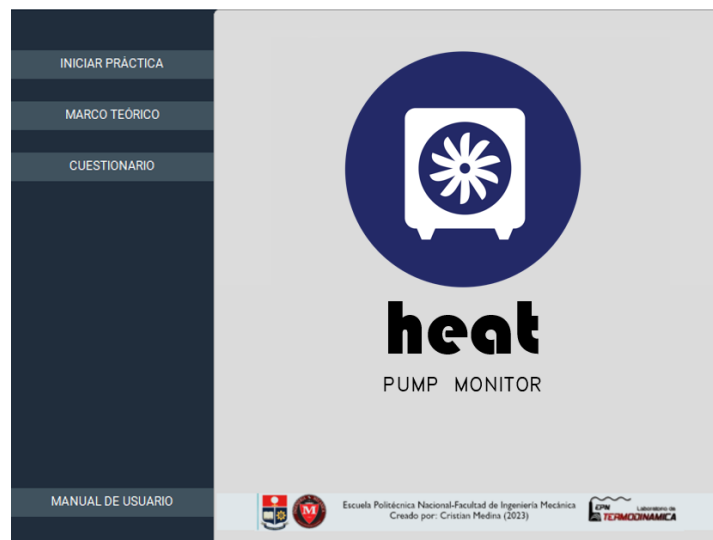 INICIAR PRÁCTICA
MARCO TEÓRICO
CUESTIONARIO
MANUAL DE USUARIO
heat
PUMP MONITOR
Escuela Politécnica Nacional-Facultad de Ingeniería Mecánica
Creado por: Cristian Medina (2023)
EPN Laboratorio de
TERMODINAMICA